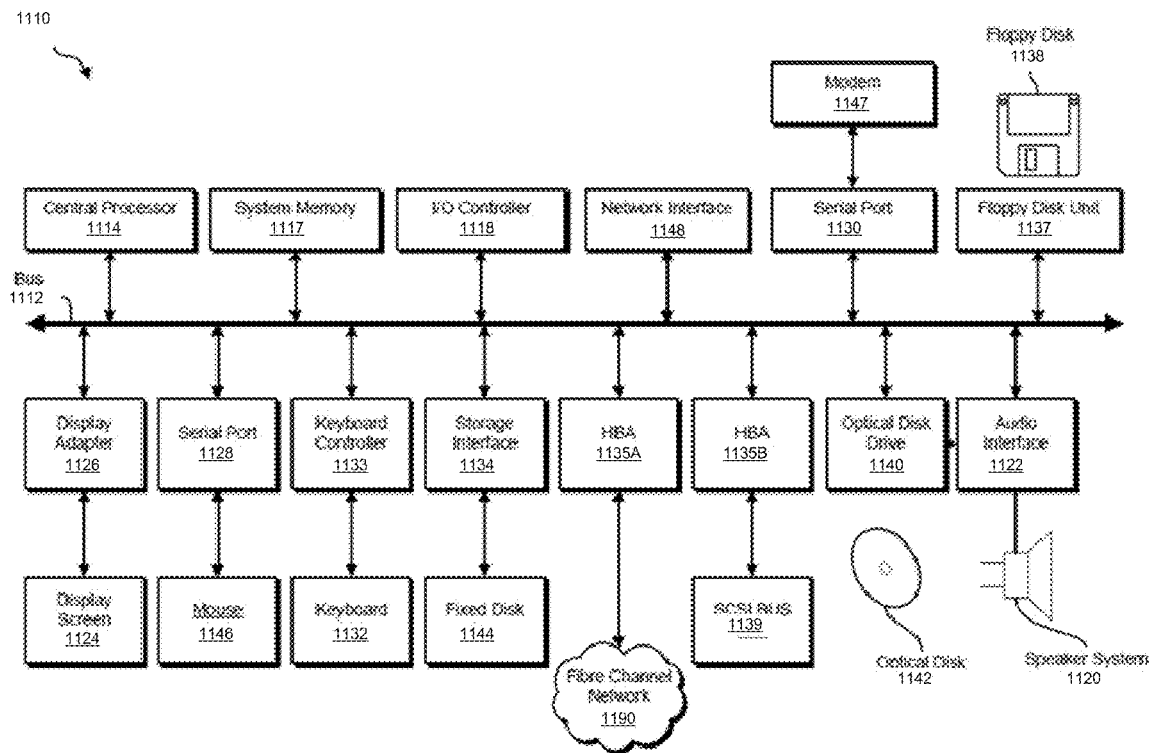 1110
Floppy Disk
1138
Modem
1147
Central Processor
1114
System Memory
1117
I/O Controller
1118
Network Interface
1148
Serial Port
1130
Floppy Disk Unit
1137
Bus
1112
Display
Adapter
1126
Serial Port
1128
Keyboard
Controller
1133
Storage
Interface
1134
HBA
1135A
HBA
1135B
Optical Disk
Drive
1140
Audio
Interface
1122
Display
Screen
1124
Mouse
1146
Keyboard
1132
Fixed Disk
1144
Fibre Channel
Network
1190
SCSI BUS
1139
Optical Disk
1142
Speaker System
1120